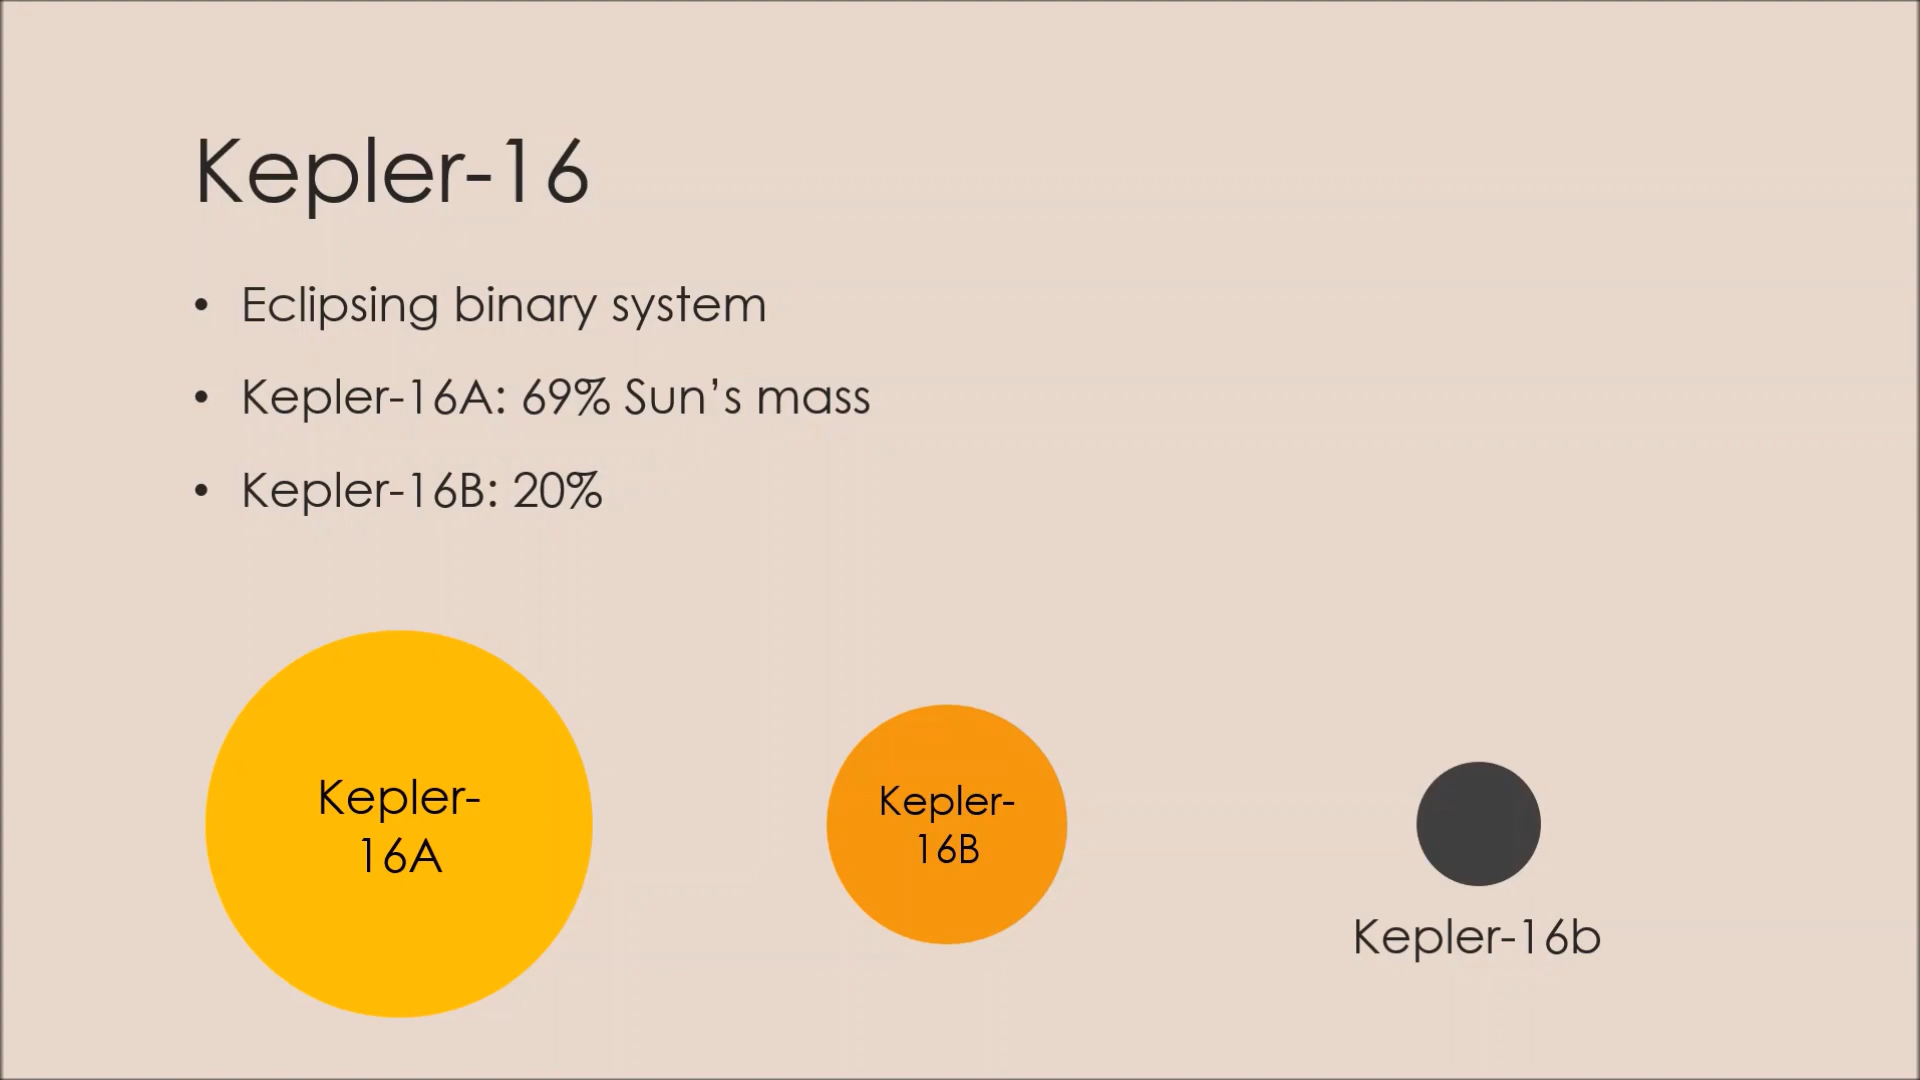 Kepler-16
• Eclipsing binary system
• Kepler-16A: 69% Sun’s mass
• Kepler-16B: 20%
Kepler-
16A
Kepler-
16B
Kepler-16b